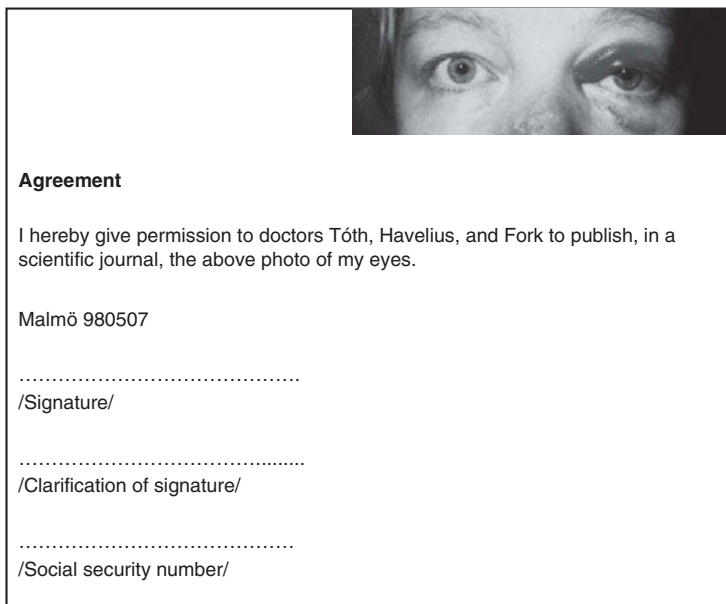 Agreement
I hereby give permission to doctors Tóth, Havelius, and Fork to publish, in a
scientific journal, the above photo of my eyes.
Malmö 980507
……………………………………
/Signature/
………………………………........
/Clarification of signature/
……………………………………
/Social security number/